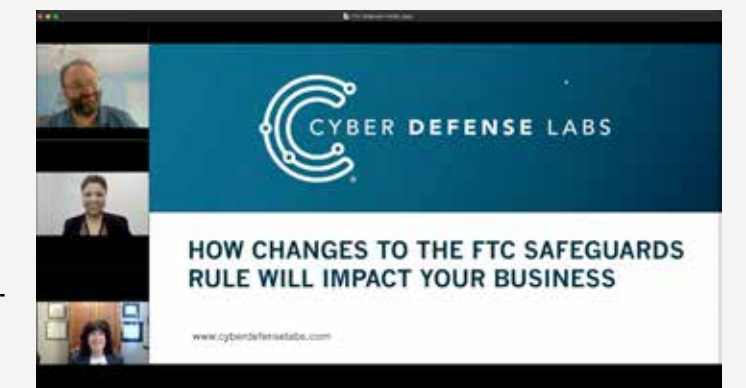 CYBER DEFENSE LABS
HOW CHANGES TO THE FTC SAFEGUARDS
RULE WILL IMPACT YOUR BUSINESS
www.cyberdefenselabs.com